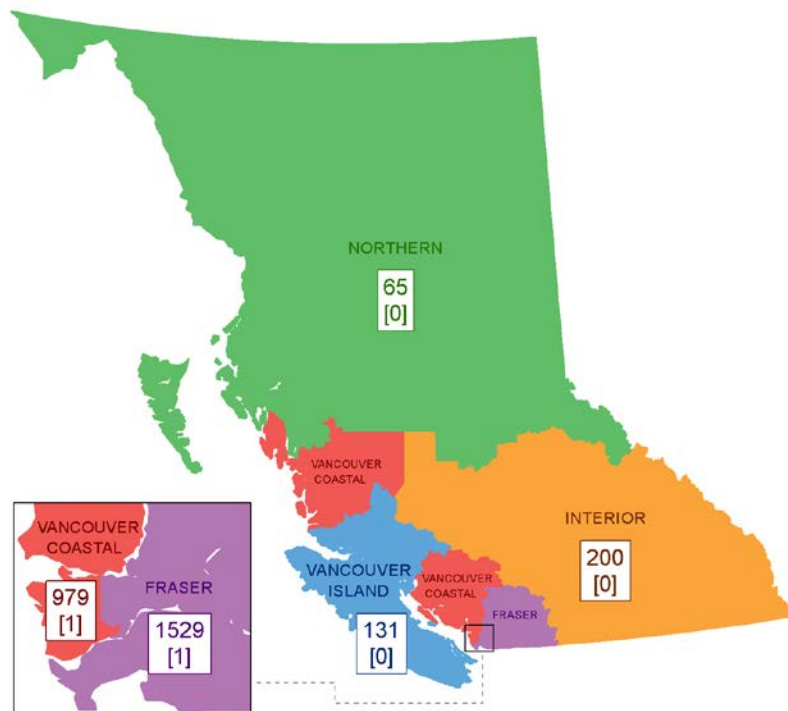 NORTHERN
65
[0]
VANCOUVER
COASTAL
INTERIOR
200
[0]
VANCOUVER
ISLAND
131
[0]
VANCOUVER
COASTAL
FRASER
VANCOUVER
COASTAL
979
[1]
FRASER
1529
[1]